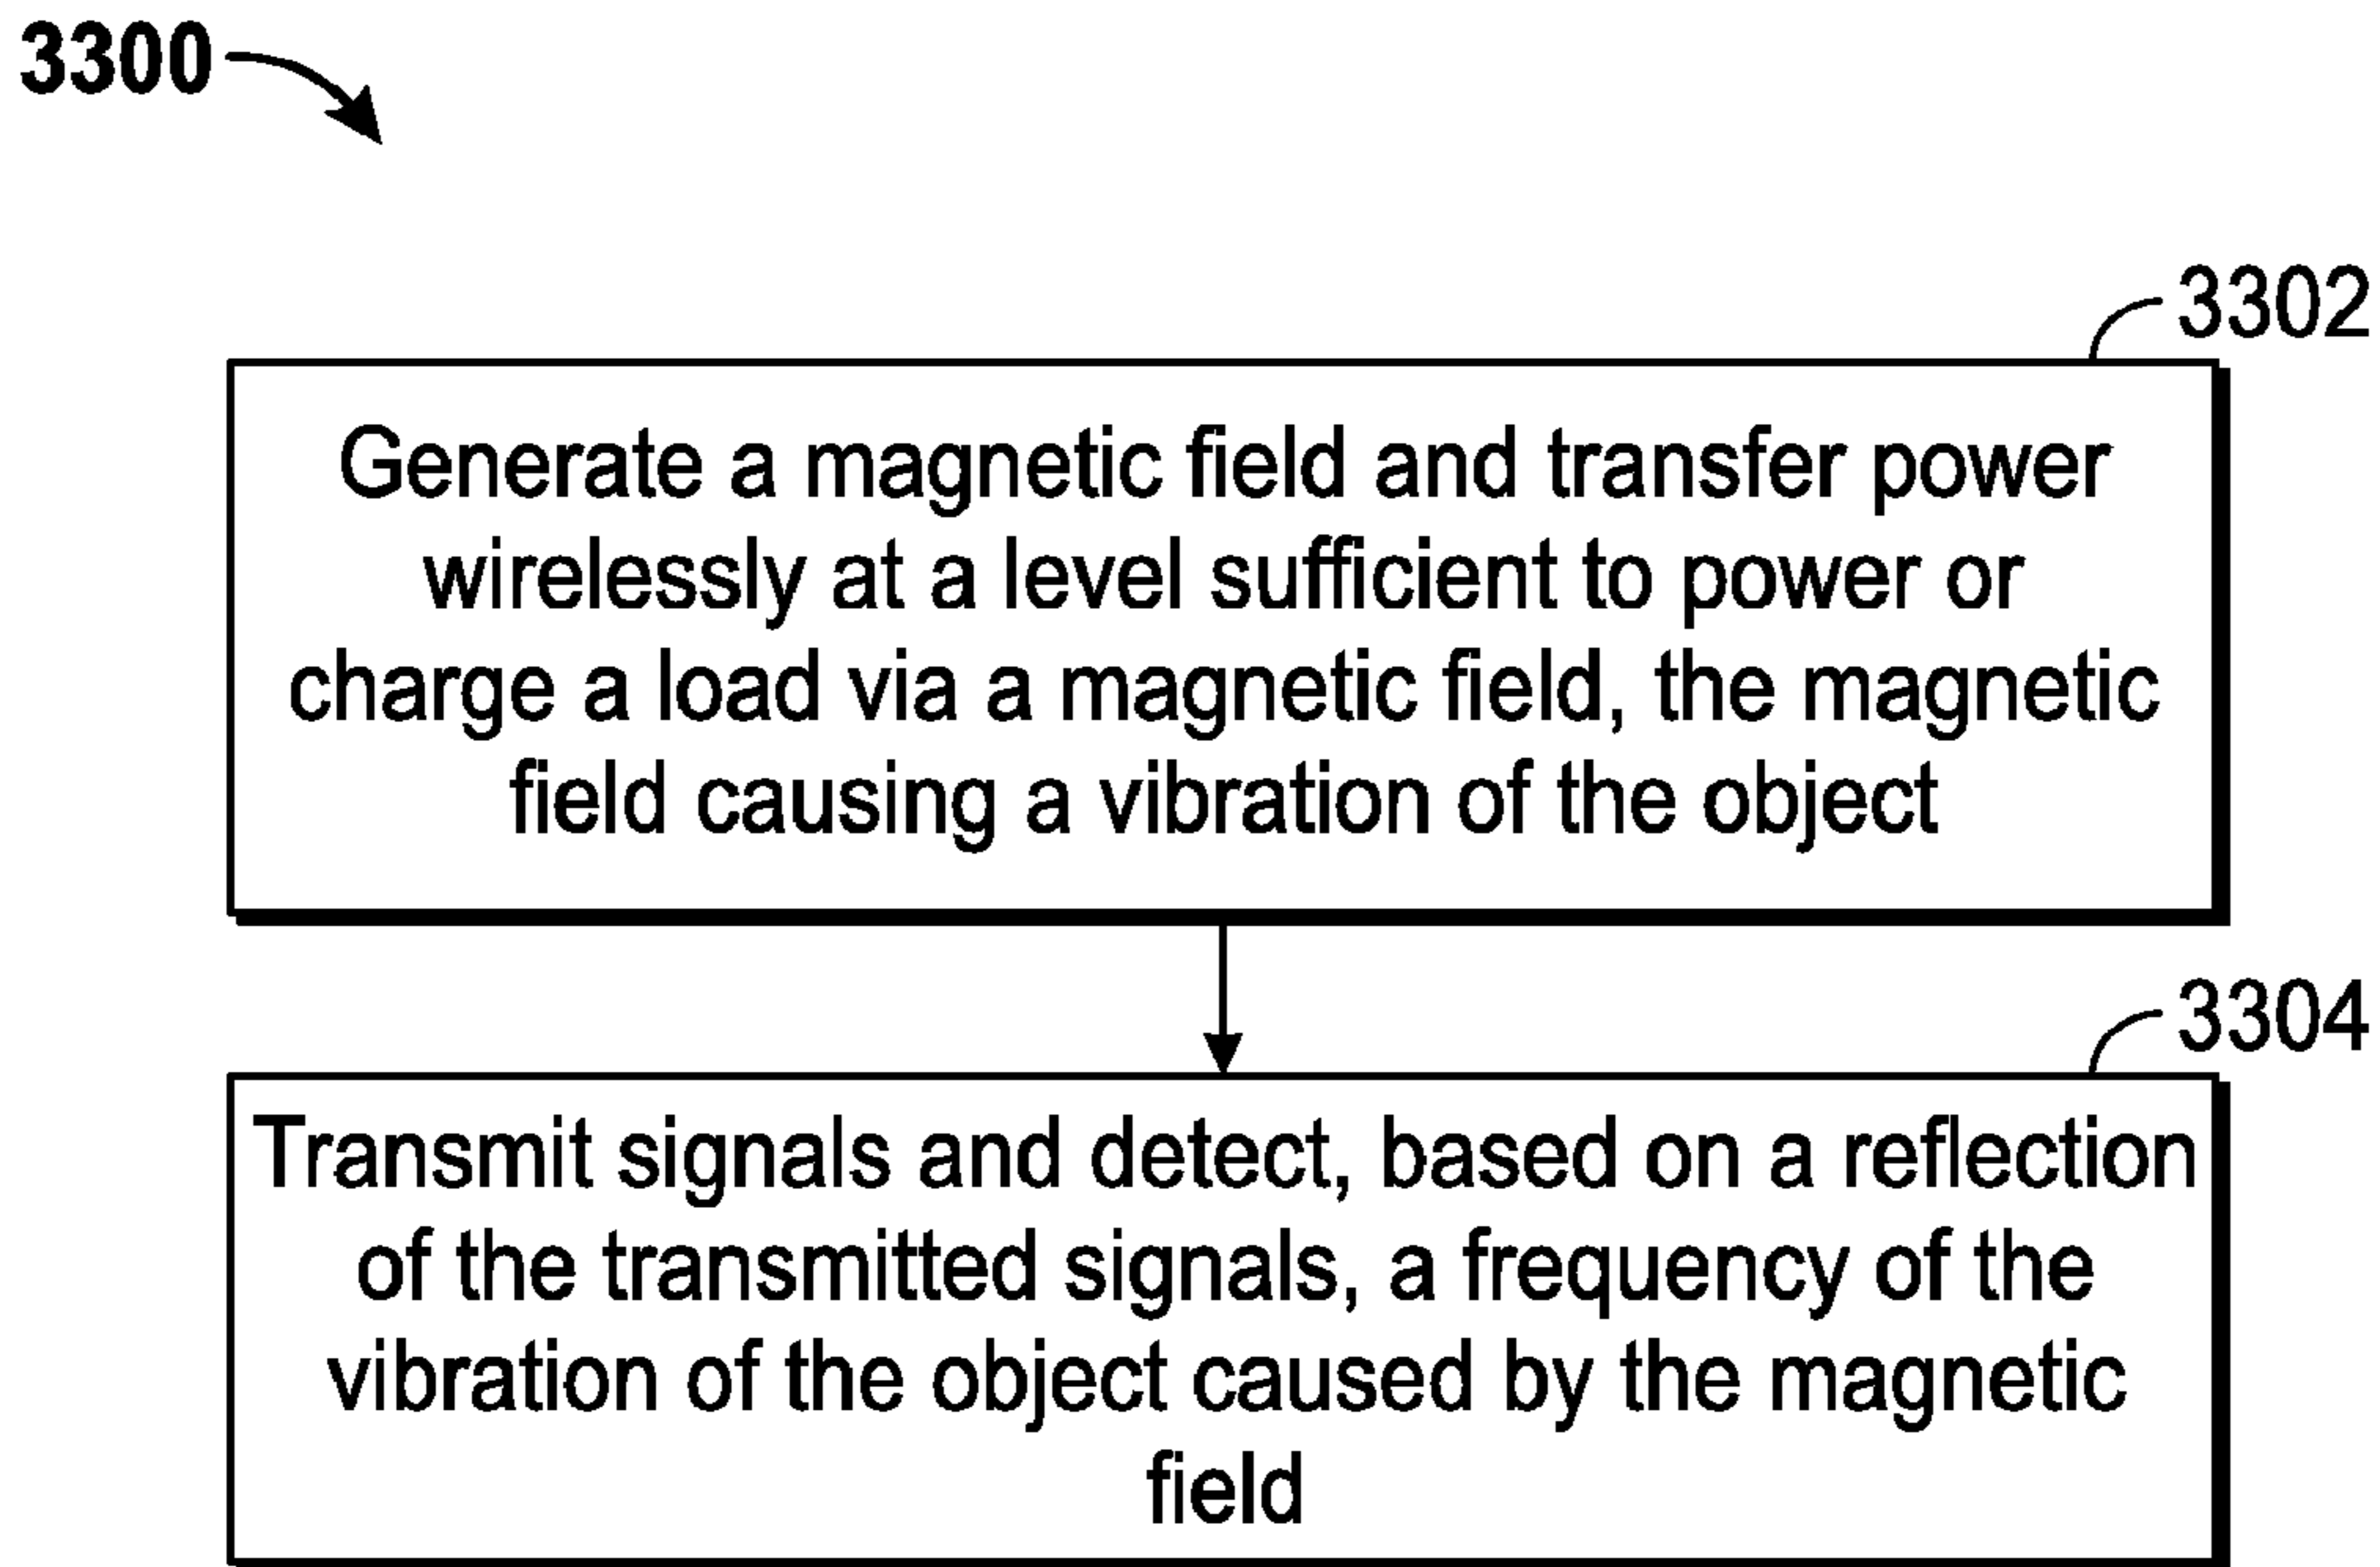 3300
3302
Generate a magnetic field and transfer power
wirelessly at a level sufficient to power or
charge a load via a magnetic field, the magnetic
field causing a vibration of the object
3304
Transmit signals and detect, based on a reflection
of the transmitted signals, a frequency of the
vibration of the object caused by the magnetic
field